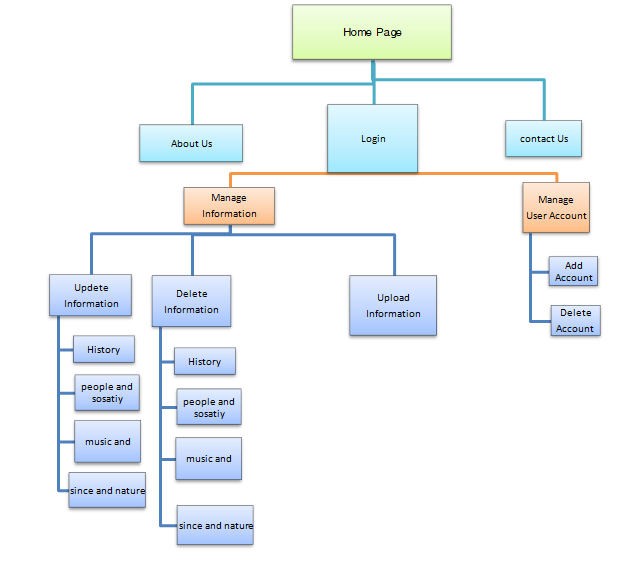 Home Page
About Us
Login
contact Us
Manage
Information
Manage
User Account
Updete
Information
Delete
Information
Upload
Information
Add
Account
Delete
Account
History
people and
sosatiy
music and
since and nature
History
people and
sosatiy
music and
since and nature